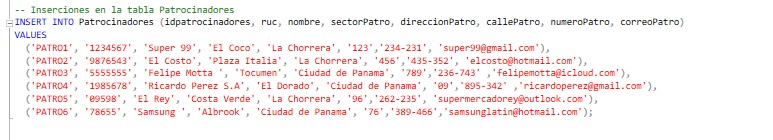 -- Inserciones en la tabla Patrocinadores
INSERT INTO Patrocinadores (idpatrocinadores, ruc, nombre, sectorPatro, direccionPatro, callePatro, numeroPatro, correoPatro)
VALUES
('PATRO1', '1234567', 'Super 99', 'El Coco', 'La Chorrera', '123','234-231', 'super99@gmail.com'),
('PATRO2', '9876543', 'El Costo', 'Plaza Italia', 'La Chorrera', '456','435-352', 'elcosto@hotmail.com'),
('PATRO3', '5555555', 'Felipe Motta ', 'Tocumen', 'Ciudad de Panama', '789','236-743' ,'felipemotta@icloud.com'),
('PATRO4', '1985678', 'Ricardo Perez S.A', 'El Dorado', 'Ciudad de Panama', '09','895-342' ,'ricardoperez@gmail.com'),
('PATRO5', '09598', 'El Rey', 'Costa Verde', 'La Chorrera', '96','262-235', 'supermercadorey@outlook.com'),
('PATRO6', '78655', 'Samsung ', 'Albrook', 'Ciudad de Panama', '76','389-466','samsunglatin@hotmail.com');